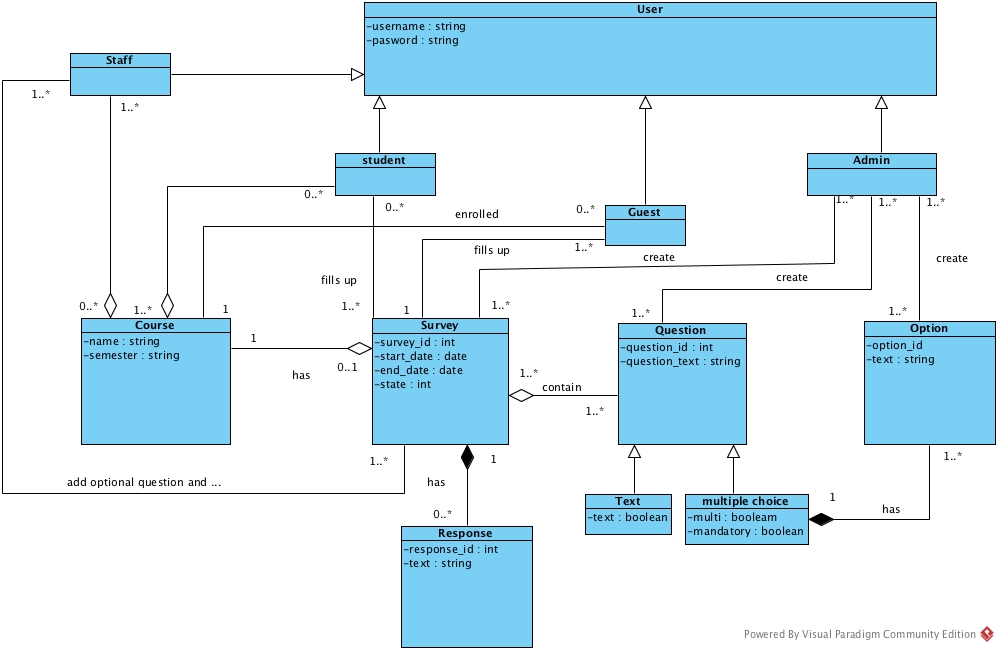 User
-username : string
-pasword : string
Staff
1..*
1..*
student
Admin
0..*
0..*
1..*
1..*
1..*
enrolled
0..*
Guest
fills up
1..*
create
create
create
fills up
0..*
1..*
1
1..*
1
1..*
1..*
1..*
Course
-name : string
-semester : string
Survey
-survey_id : int
-start_date : date
-end_date : date
-state : int
Question
-question_id : int
-question_text : string
Option
-option_id
-text : string
1
has
0..1
1..*
contain
1..*
1..*
1
1..*
add optional question and ...
has
0..*
Text
-text : boolean
multiple choice
-multi : booleam
-mandatory : boolean
1
has
Response
-response_id : int
-text : string
Powered By Visual Paradigm Community Edition